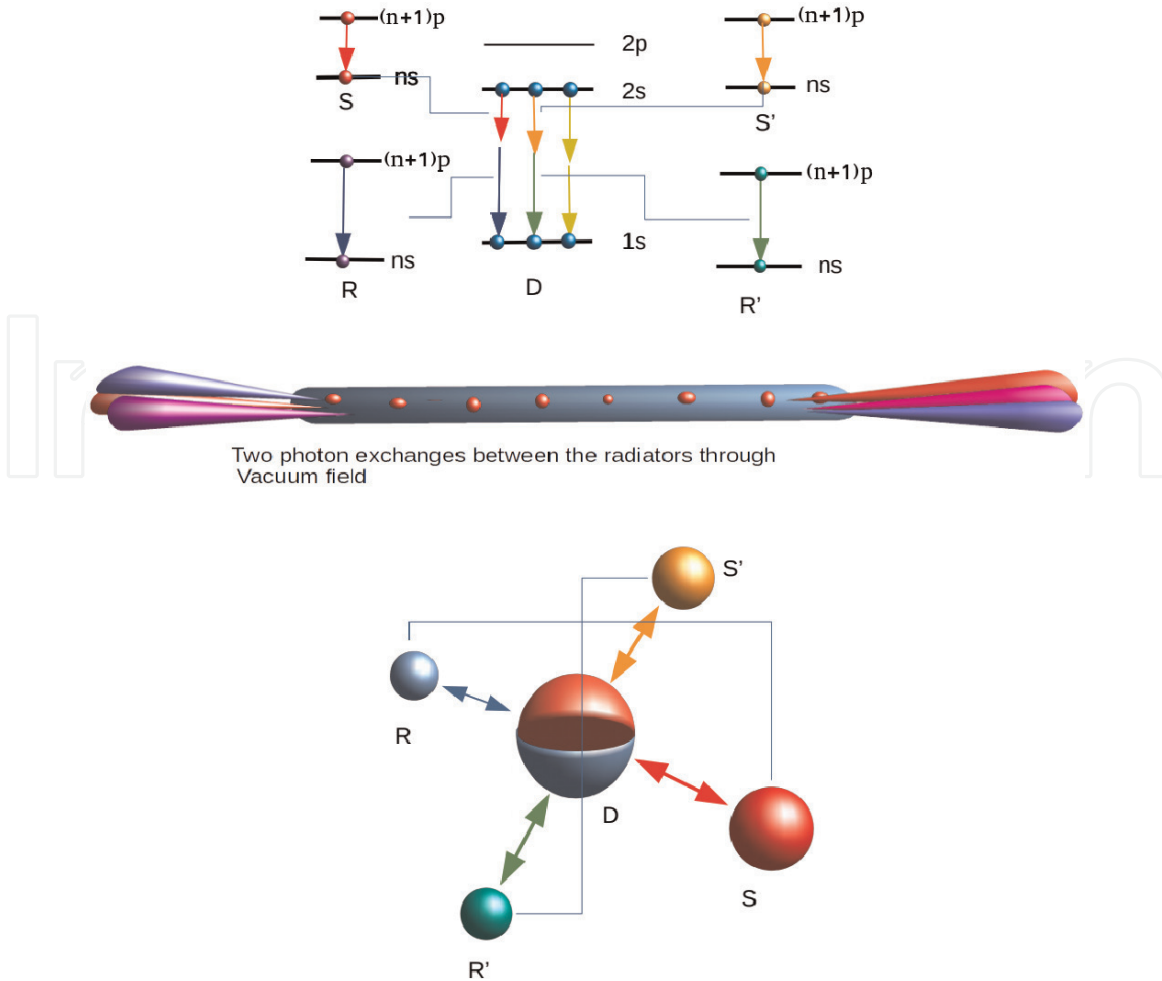 (n+1)p
(n+1)p
2p
ns
2s
ns
S
S'
(n+1)p
(n+1)p
1s
ns
ns
R
D
R'
Two photon exchanges between the radiators through
Vacuum field
S'
R
D
S
R'